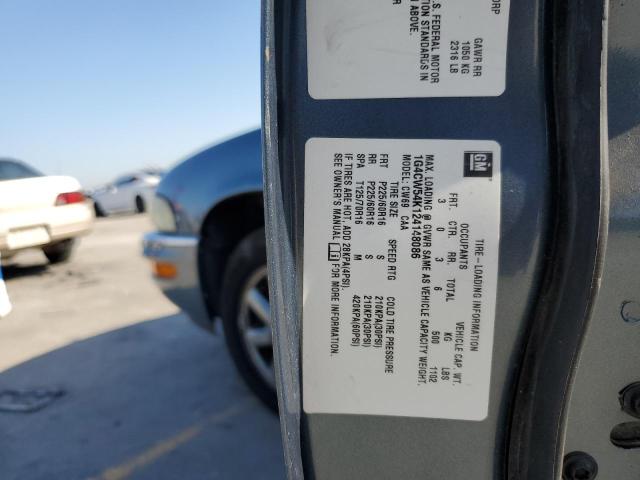 ORP
.S. FEDERAL MOTOR
ION STANDARDS IN
ABOVE.
GAWR RR
1050 KG
2316 LB
GM
TIRE-LOADING INFORMATION
OCCUPANTS VEHICLE CAP. WT.
FRT. CTR. RR. TOTAL KG LBS
3 0 3 6 500 1102
MAX. LOADING @ GVWR SAME AS VEHICLE CAPACITY WEIGHT.
1G4CW54K124148086
MODEL: CW69 CAA
TIRE SIZE SPEED RTG COLD TIRE PRESSURE
FRT P225/60R16 S 210KPA(30PSI)
RR P225/60R16 S 210KPA(30PSI)
SPA T125/70R16 M 420KPA(60PSI)
IF TIRES ARE HOT ADD 28KPA(4PSI).
SEE OWNER'S MANUAL FOR MORE INFORMATION.